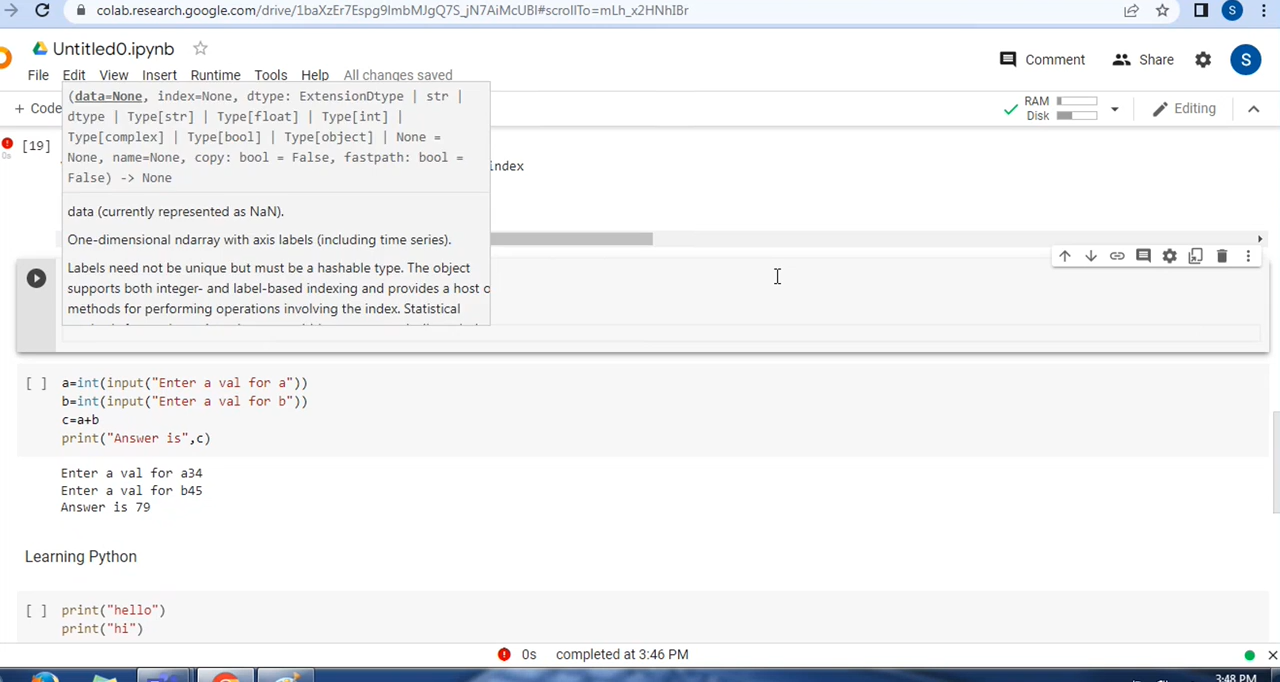 colab.research.google.com/drive/1baXzEr7Espg9lmbMJgQ7S_jN7AiMcUBl#scrollTo=mLh_x2HNhIBr
S
Untitled0.ipynb
File Edit View Insert Runtime Tools Help All changes saved
Comment Share S
+ Code
RAM
Disk
Editing
(data=None, index=None, dtype: ExtensionDtype | str |
dtype | Type[str] | Type[float] | Type[int] |
Type[complex] | Type[bool] | Type[object] | None =
None, name=None, copy: bool = False, fastpath: bool =
False) -> None
[19]
index
data (currently represented as NaN).
One-dimensional ndarray with axis labels (including time series).
Labels need not be unique but must be a hashable type. The object
supports both integer- and label-based indexing and provides a host o
methods for performing operations involving the index. Statistical
[ ] a=int(input("Enter a val for a"))
b=int(input("Enter a val for b"))
c=a+b
print("Answer is",c)
Enter a val for a34
Enter a val for b45
Answer is 79
Learning Python
[ ] print("hello")
print("hi")
0s completed at 3:46 PM
3:48 PM